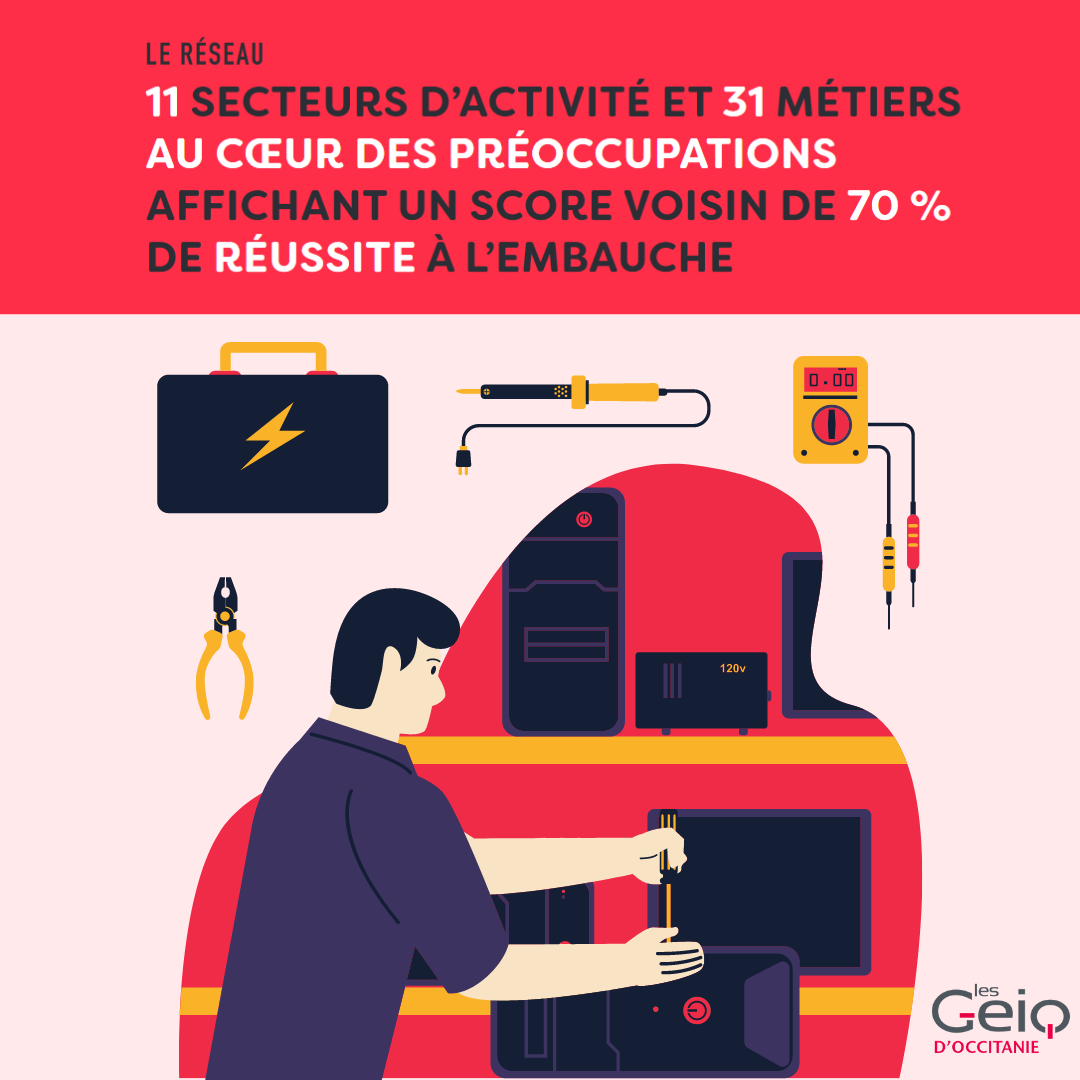 LE RÉSEAU
11 SECTEURS D’ACTIVITÉ ET 31 MÉTIERS
AU CŒUR DES PRÉOCCUPATIONS
AFFICHANT UN SCORE VOISIN DE 70 %
DE RÉUSSITE À L’EMBAUCHE
0.00
120v
les
GeiQ
D’OCCITANIE